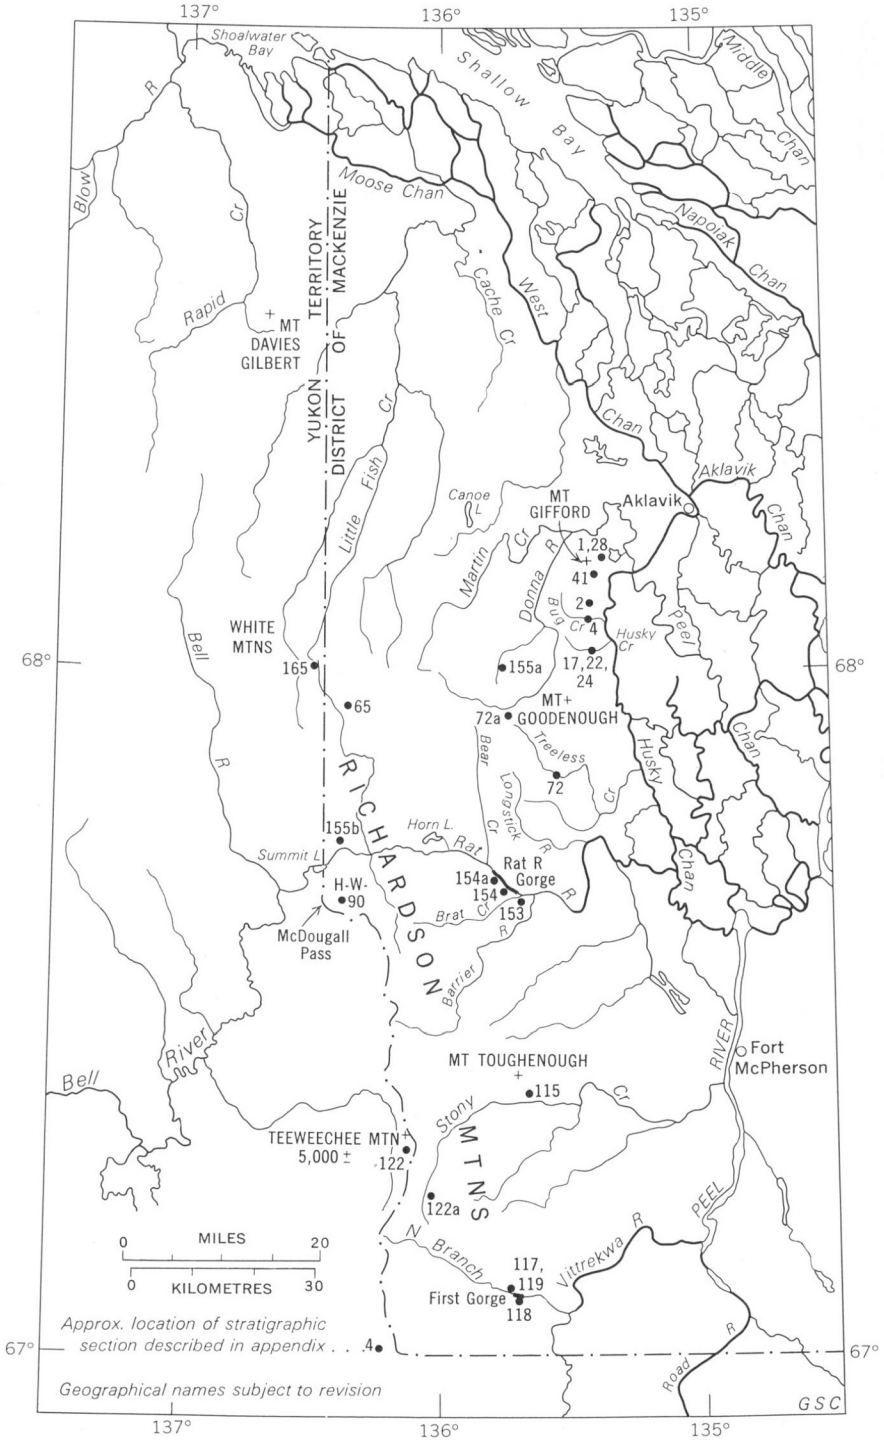 137° 136° 135°
Shoalwater
Bay
Shallow
Bay
Middle
Chan
R
Blow
Cr
Rapid
Moose Chan
YUKON TERRITORY
DISTRICT OF MACKENZIE
+ MT
DAVIES
GILBERT
Cache Cr
West
Chan
Napoiak
Chan
Little Fish Cr
Canoe
L
MT
GIFFORD
Aklavik
Aklavik
Chan
Martin Cr
Donna R
1,28
41
2
Bug Cr
4
Husky
Cr
Peel
Chan
17,22,
24
WHITE
MTNS
68°
68°
165
155a
65
MT+
GOODENOUGH
72a
Treeless
Cr
72
Bell
R
Bear
Cr
Longstick
R
Husky
Chan
RICHARDSON
MTNS
155b
Horn L.
Rat
R
Summit L
Rat R
Gorge
154a
154
153
H-W-
90
McDougall
Pass
Brat Cr
Barrier R
River
Bell
MT TOUGHENOUGH
+
115
Stony
Cr
RIVER
PEEL
Fort
McPherson
TEEWEECHEE MTN+
5,000 ±
122
122a
N Branch
Vittrekwa R
117,
119
First Gorge
118
0 MILES 20
0 KILOMETRES 30
Approx. location of stratigraphic
section described in appendix . . . 4
67°
67°
Road R
Geographical names subject to revision
GSC
137° 136° 135°